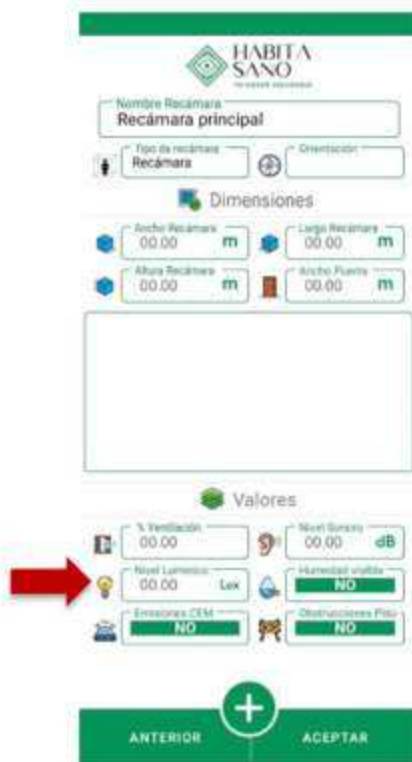 HABITA
SANO
Nombre Recámara
Recámara principal
Tipo de recámara
Recámara
Orientación
Dimensiones
Ancho Recámara
00.00 m
Largo Recámara
00.00 m
Altura Recámara
00.00 m
Ancho Puerta
00.00 m
Valores
% Ventilación
00.00
Nivel Sonoro
00.00 dB
Nivel Lumínico
00.00 Lux
Humedad visible
NO
Emisiones CEM
NO
Obstrucciones Piso
NO
ANTERIOR
ACEPTAR